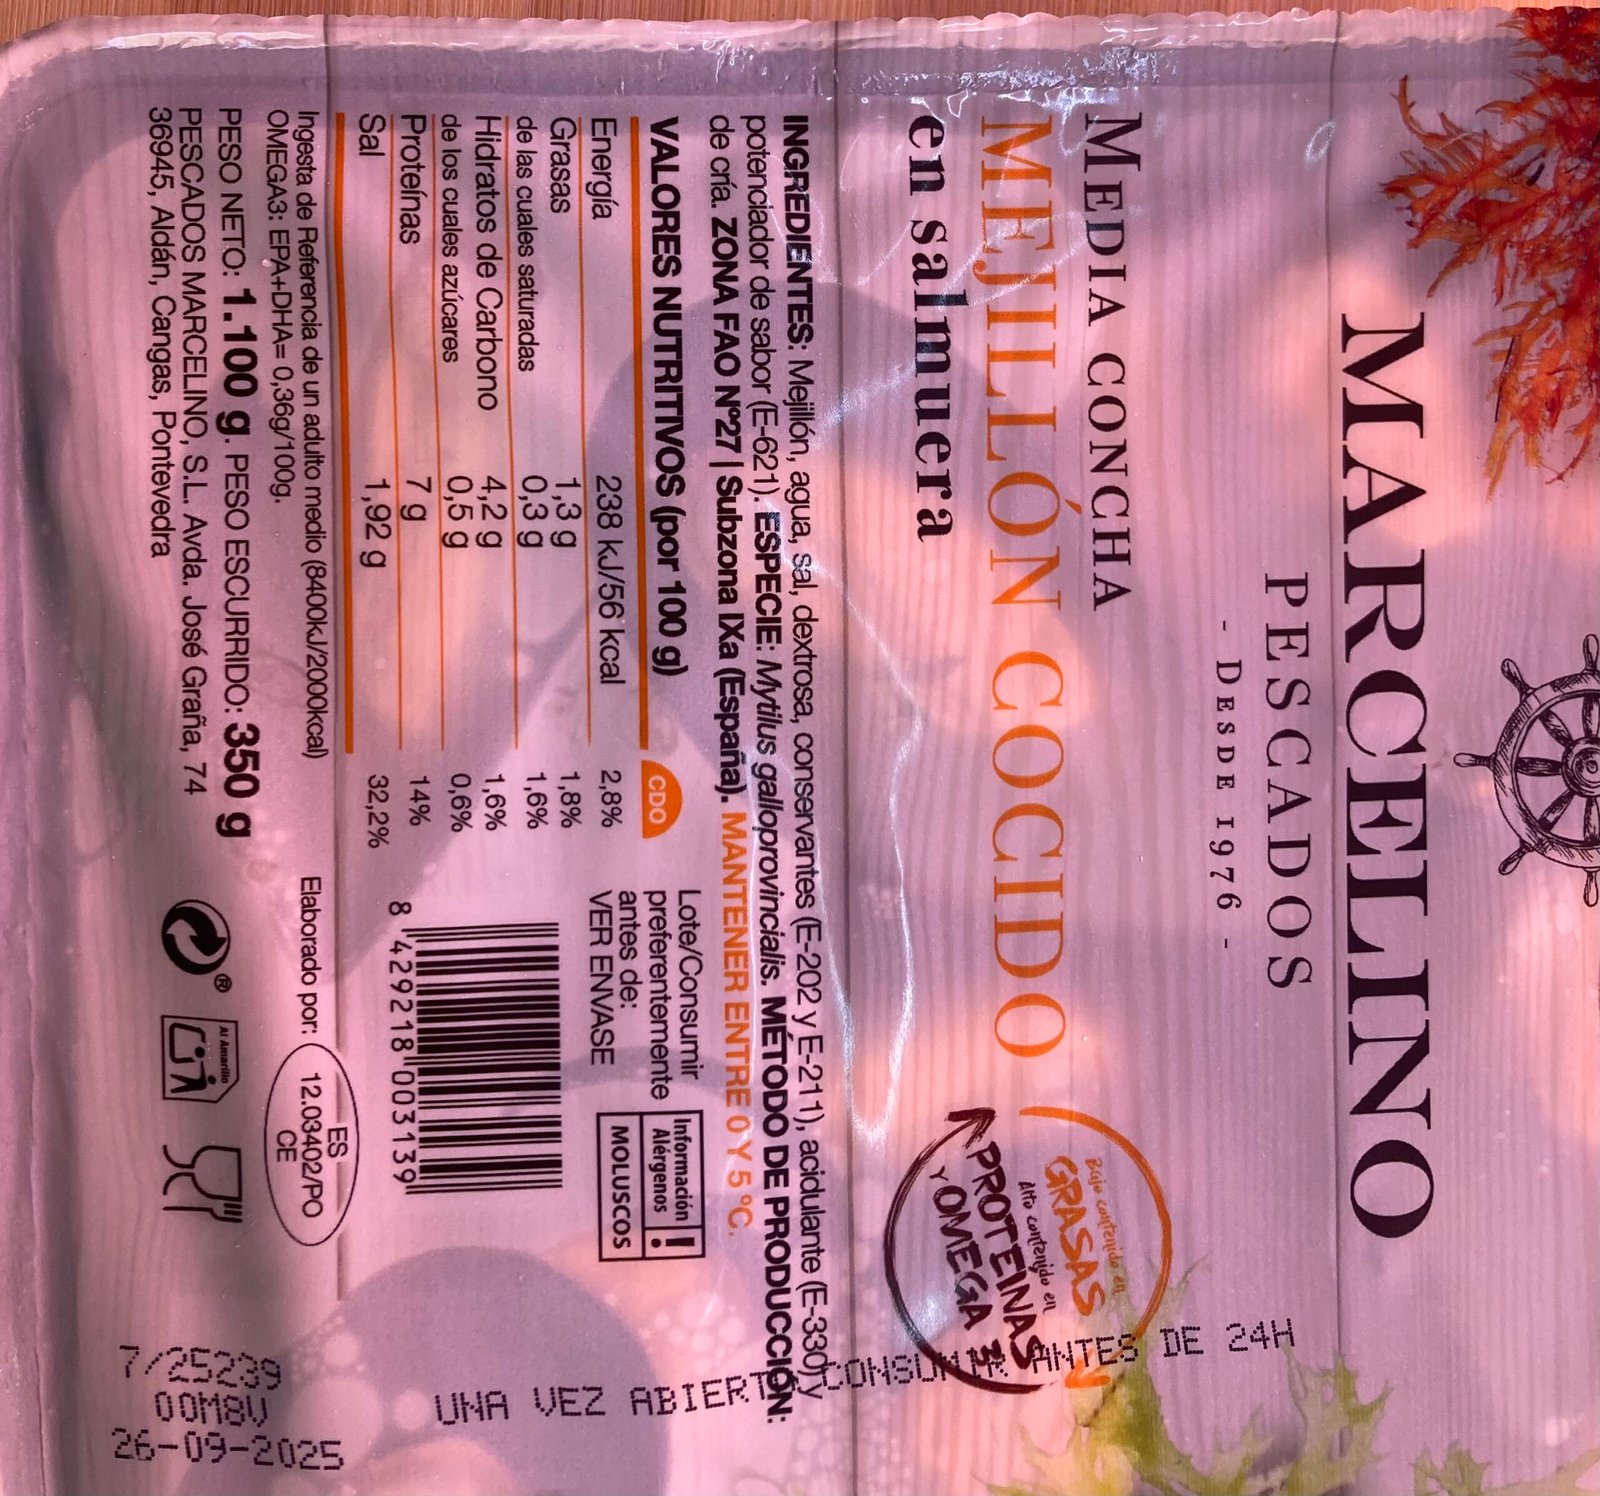 MARCELINO
PESCADOS
- DESDE 1976 -
MEDIA CONCHA
MEJILLÓN COCIDO
en salmuera
Bajo contenido en
GRASAS
Alto contenido en
PROTEINAS
Y OMEGA 3
INGREDIENTES: Mejillón, agua, sal, dextrosa, conservantes (E-202 y E-211), acidulante (E-330) y
potenciador de sabor (E-621). ESPECIE: Mytilus galloprovincialis. MÉTODO DE PRODUCCIÓN:
de cría. ZONA FAO Nº27 | Subzona IXa (España). MANTENER ENTRE 0 Y 5 ºC.
VALORES NUTRITIVOS (por 100 g) CDO
Energía 238 kJ/56 kcal 2,8%
Grasas 1,3 g 1,8%
de las cuales saturadas 0,3 g 1,6%
Hidratos de Carbono 4,2 g 1,6%
de los cuales azúcares 0,5 g 0,6%
Proteínas 7 g 14%
Sal 1,92 g 32,2%
Ingesta de Referencia de un adulto medio (8400kJ/2000kcal)
OMEGA3: EPA+DHA= 0,36g/100g.
PESO NETO: 1.100 g. PESO ESCURRIDO: 350 g
PESCADOS MARCELINO, S.L. Avda. José Graña, 74
36945, Aldán, Cangas, Pontevedra
Lote/Consumir
preferentemente
antes de:
VER ENVASE
Información
Alérgenos
!
MOLUSCOS
8 429218 003139
Elaborado por:
ES
12.03402/PO
CE
®
Al Amarillo
UNA VEZ ABIERTO CONSUMIR ANTES DE 24H
7/25239
00M8V
26-09-2025